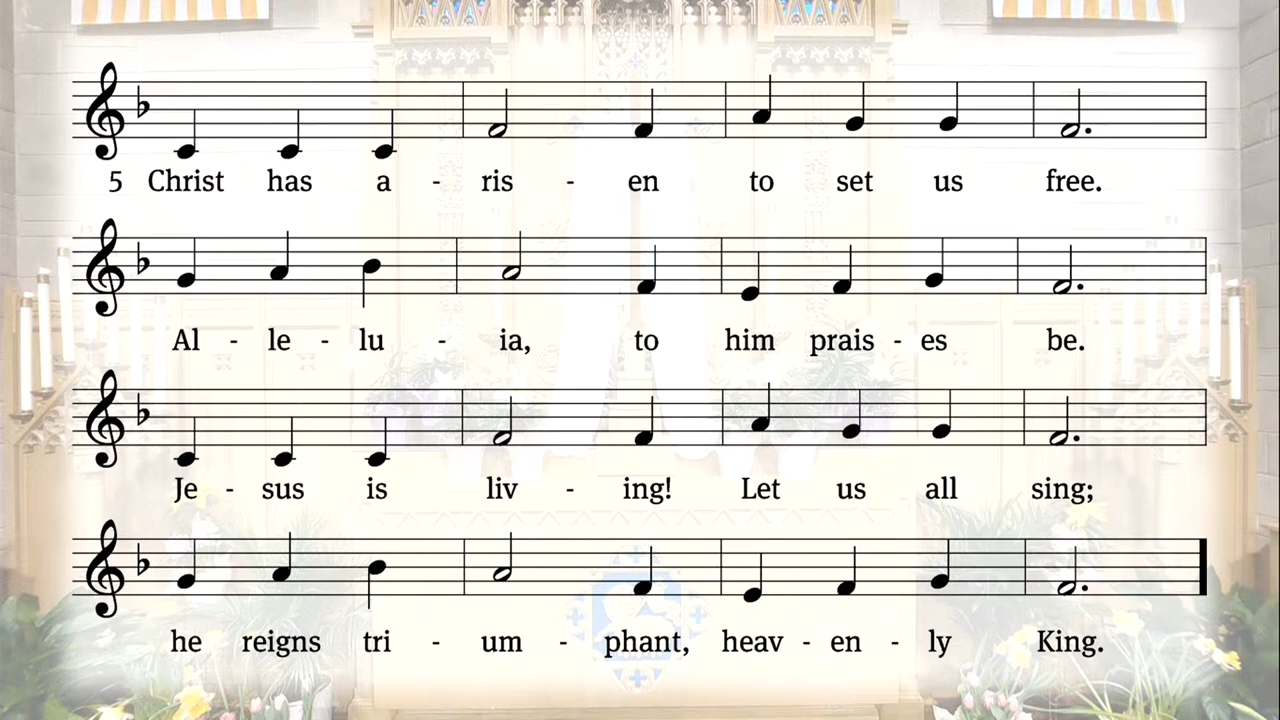 5 Christ has a - ris - en to set us free.
Al - le - lu - ia, to him prais - es be.
Je - sus is liv - ing! Let us all sing;
he reigns tri - um - phant, heav - en - ly King.